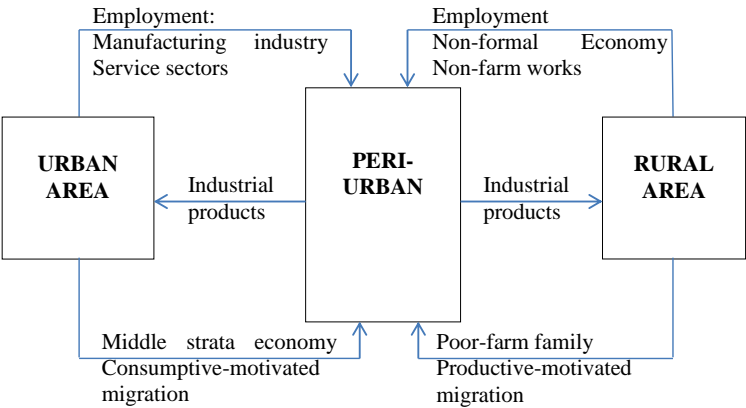 Employment:
Manufacturing industry
Service sectors
Employment
Non-formal Economy
Non-farm works
URBAN
AREA
PERI-
URBAN
RURAL
AREA
Industrial
products
Industrial
products
Middle strata economy
Consumptive-motivated
migration
Poor-farm family
Productive-motivated
migration